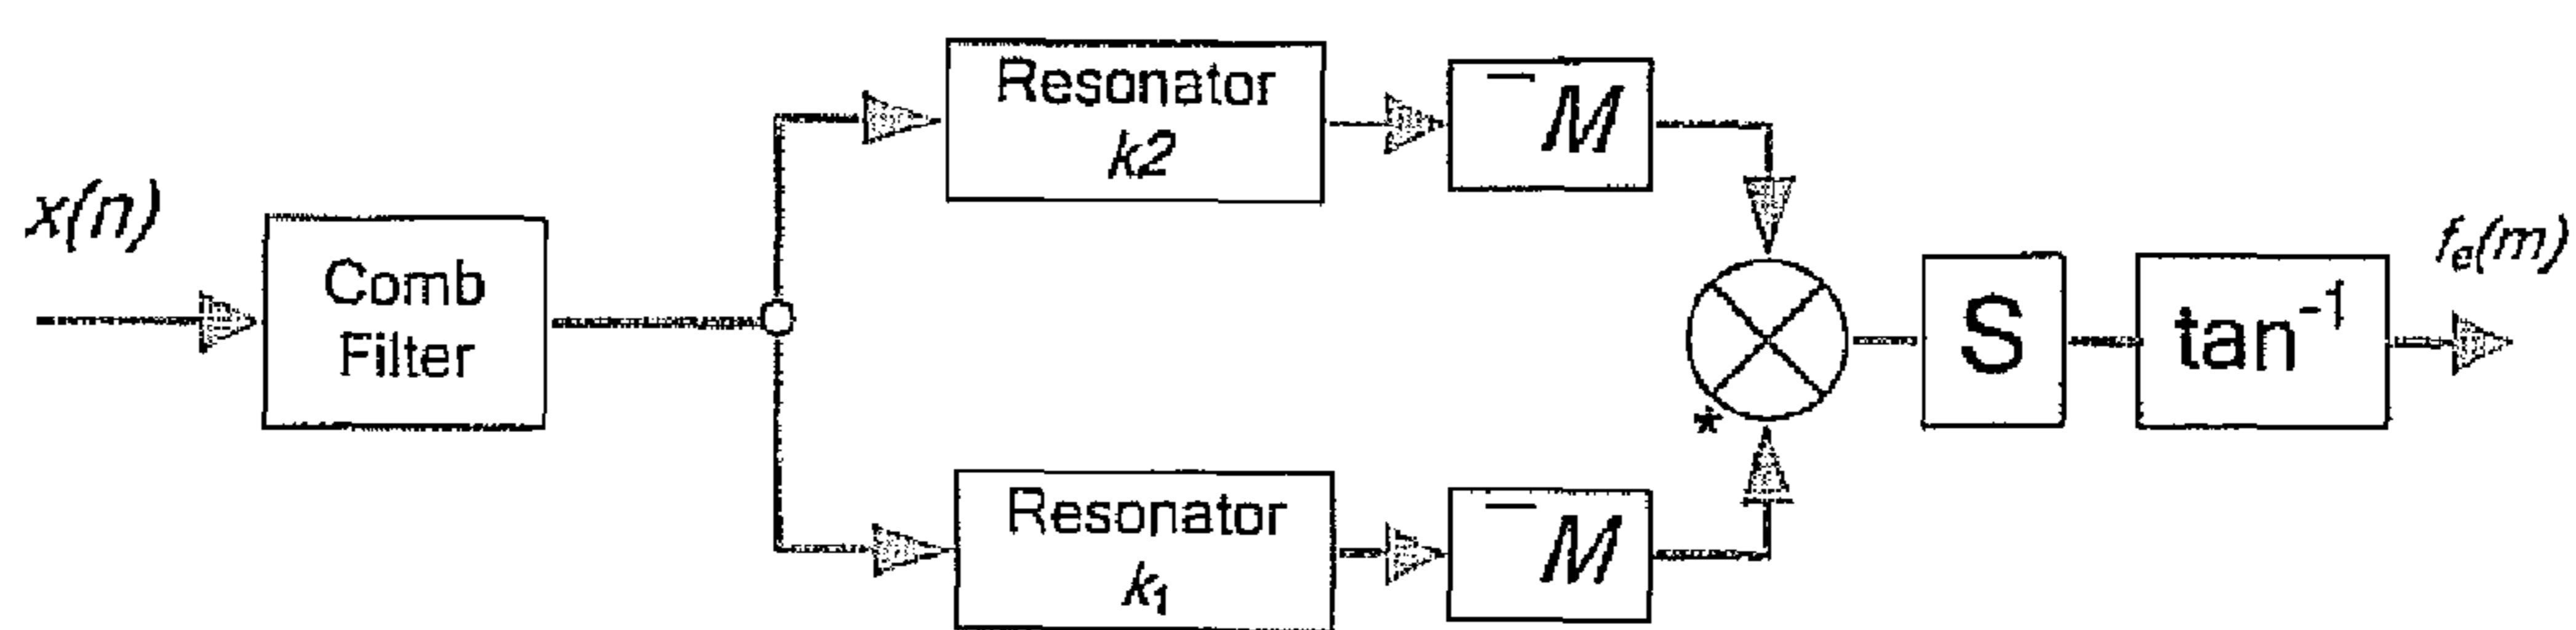 x(n)
Comb
Filter
Resonator
k2
¯M
Resonator
k₁
¯M
*
S
tan⁻¹
fₑ(m)